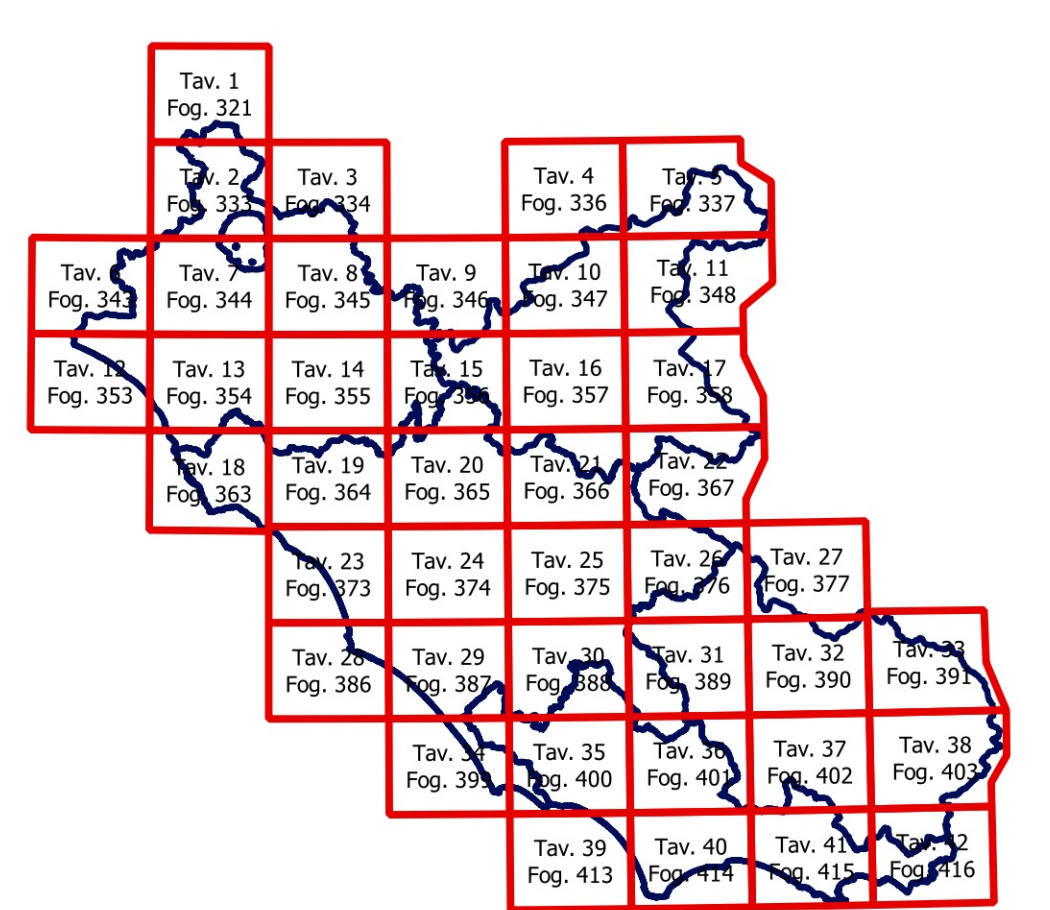 Tav. 1
Fog. 321
Tav. 2
Fog. 333
Tav. 3
Fog. 334
Tav. 4
Fog. 336
Tav. 5
Fog. 337
Tav. 6
Fog. 343
Tav. 7
Fog. 344
Tav. 8
Fog. 345
Tav. 9
Fog. 346
Tav. 10
Fog. 347
Tav. 11
Fog. 348
Tav. 12
Fog. 353
Tav. 13
Fog. 354
Tav. 14
Fog. 355
Tav. 15
Fog. 356
Tav. 16
Fog. 357
Tav. 17
Fog. 358
Tav. 18
Fog. 363
Tav. 19
Fog. 364
Tav. 20
Fog. 365
Tav. 21
Fog. 366
Tav. 22
Fog. 367
Tav. 23
Fog. 373
Tav. 24
Fog. 374
Tav. 25
Fog. 375
Tav. 26
Fog. 376
Tav. 27
Fog. 377
Tav. 28
Fog. 386
Tav. 29
Fog. 387
Tav. 30
Fog. 388
Tav. 31
Fog. 389
Tav. 32
Fog. 390
Tav. 33
Fog. 391
Tav. 34
Fog. 399
Tav. 35
Fog. 400
Tav. 36
Fog. 401
Tav. 37
Fog. 402
Tav. 38
Fog. 403
Tav. 39
Fog. 413
Tav. 40
Fog. 414
Tav. 41
Fog. 415
Tav. 42
Fog. 416